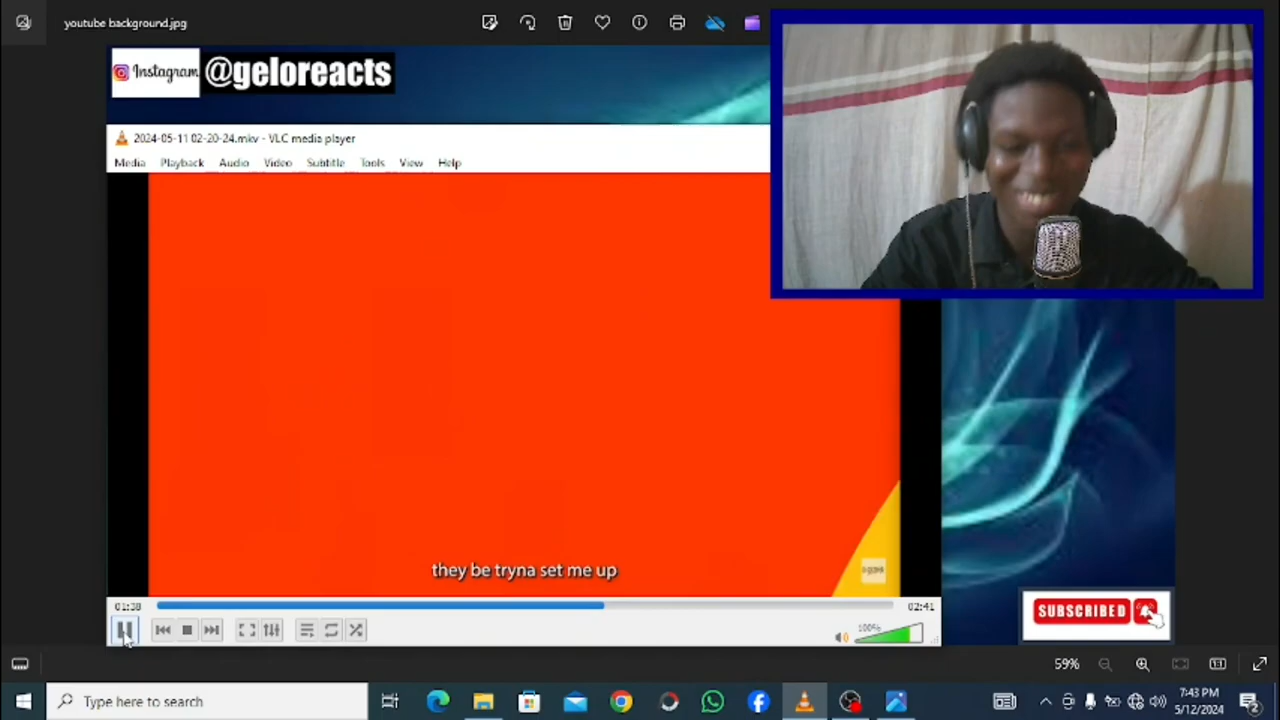 youtube background.jpg
Instagram @geloreacts
2024-05-11 02-20-24.mkv - VLC media player
Media Playback Audio Video Subtitle Tools View Help
they be tryna set me up
01:38
02:41
100%
SUBSCRIBED
59%
Type here to search
7:43 PM
5/12/2024
2